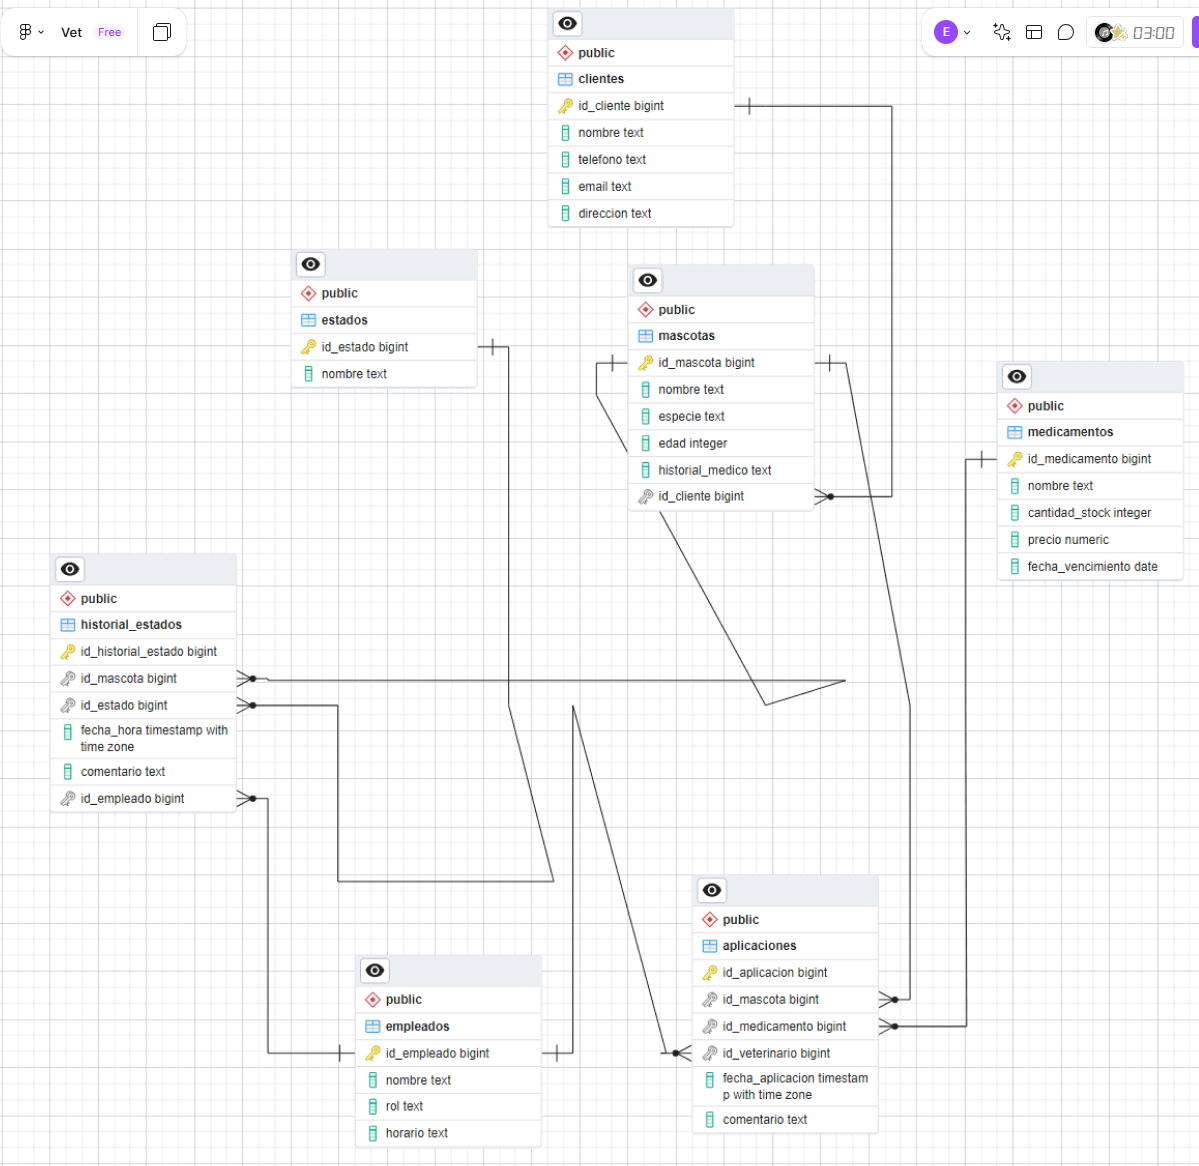 Vet Free
E
03:00
public
clientes
id_cliente bigint
nombre text
telefono text
email text
direccion text
public
estados
id_estado bigint
nombre text
public
mascotas
id_mascota bigint
nombre text
especie text
edad integer
historial_medico text
id_cliente bigint
public
medicamentos
id_medicamento bigint
nombre text
cantidad_stock integer
precio numeric
fecha_vencimiento date
public
historial_estados
id_historial_estado bigint
id_mascota bigint
id_estado bigint
fecha_hora timestamp with
time zone
comentario text
id_empleado bigint
public
empleados
id_empleado bigint
nombre text
rol text
horario text
public
aplicaciones
id_aplicacion bigint
id_mascota bigint
id_medicamento bigint
id_veterinario bigint
fecha_aplicacion timestam
p with time zone
comentario text